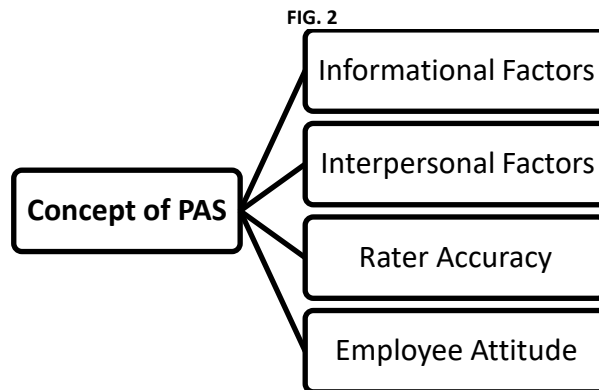 FIG. 2
Informational Factors
Interpersonal Factors
Concept of PAS
Rater Accuracy
Employee Attitude